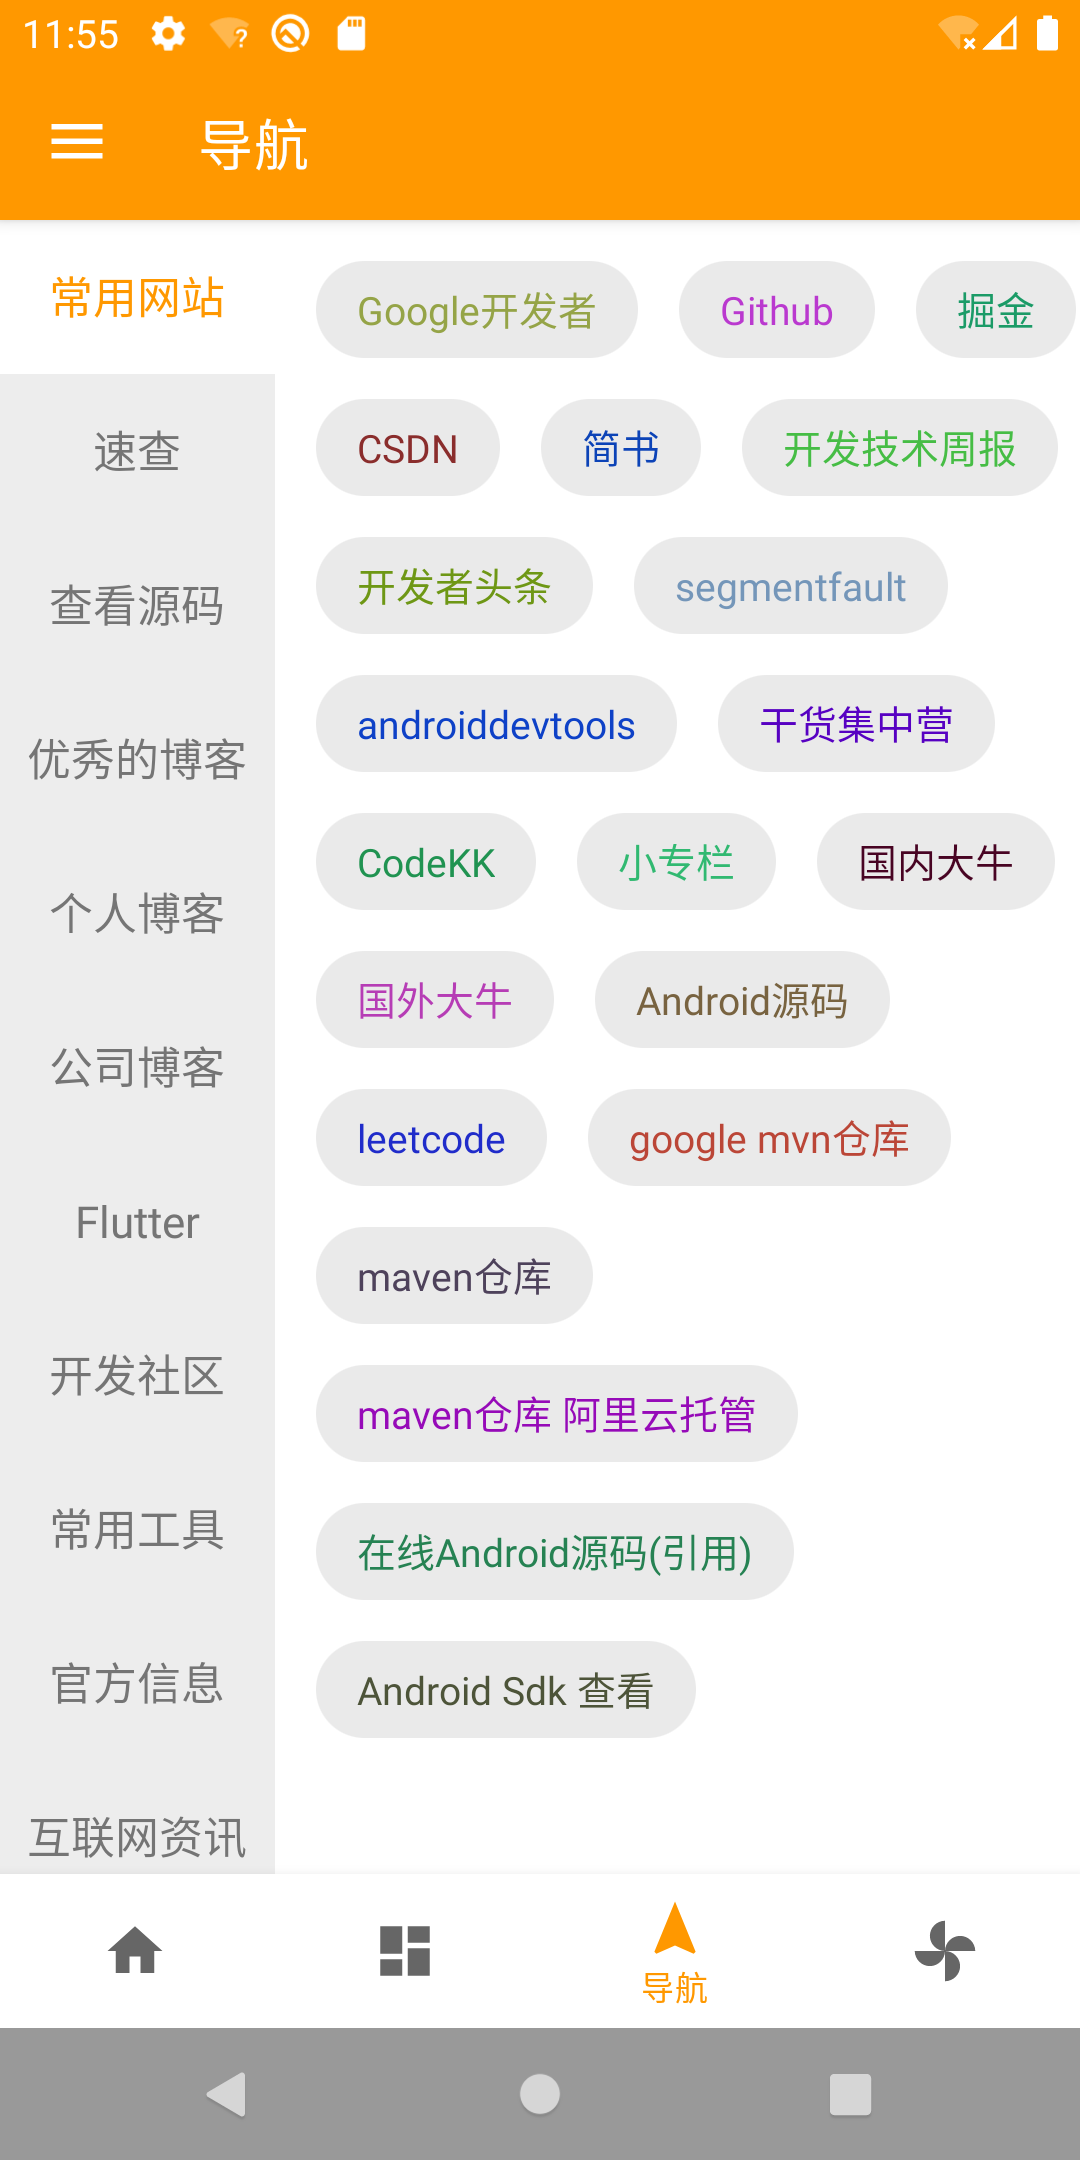 11:55
导航
常用网站
速查
查看源码
优秀的博客
个人博客
公司博客
Flutter
开发社区
常用工具
官方信息
互联网资讯
Google开发者 Github 掘金
CSDN 简书 开发技术周报
开发者头条 segmentfault
androiddevtools 干货集中营
CodeKK 小专栏 国内大牛
国外大牛 Android源码
leetcode google mvn仓库
maven仓库
maven仓库 阿里云托管
在线Android源码(引用)
Android Sdk 查看
导航